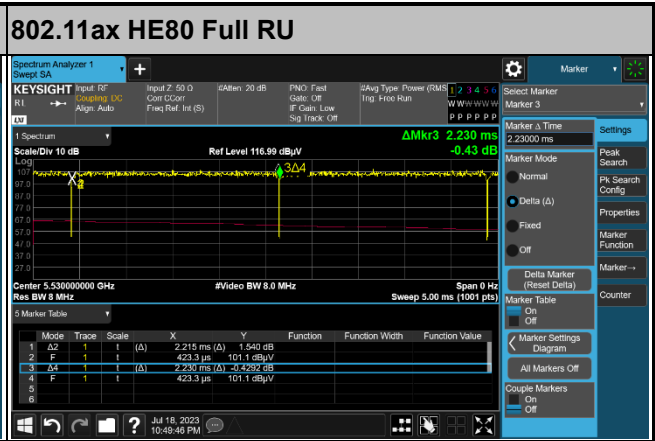 802.11ax HE80 Full RU
Spectrum Analyzer 1
Swept SA
Marker
KEYSIGHT
RL
Input: RF
Coupling: DC
Align: Auto
Input Z: 50 Ω
Corr CCorr
Freq Ref: Int (S)
#Atten: 20 dB
PNO: Fast
Gate: Off
IF Gain: Low
Sig Track: Off
#Avg Type: Power (RMS
Trig: Free Run
1 2 3 4 5 6
W W W W W W
P P P P P P
Select Marker
Marker 3
1 Spectrum
ΔMkr3 2.230 ms
-0.43 dB
Scale/Div 10 dB
Ref Level 116.99 dBµV
Log
107
97.0
87.0
77.0
67.0
57.0
47.0
37.0
27.0
3Δ4
Center 5.530000000 GHz
Res BW 8 MHz
#Video BW 8.0 MHz
Span 0 Hz
Sweep 5.00 ms (1001 pts)
5 Marker Table
Mode Trace Scale X Y Function Function Width Function Value
1 Δ2 1 t (Δ) 2.215 ms (Δ) 1.540 dB
2 F 1 t 423.3 µs 101.1 dBµV
3 Δ4 1 t (Δ) 2.230 ms (Δ) -0.4292 dB
4 F 1 t 423.3 µs 101.1 dBµV
5
6
Marker Δ Time
2.23000 ms
Marker Mode
Normal
Delta (Δ)
Fixed
Off
Delta Marker
(Reset Delta)
Marker Table
On
Off
Marker Settings
Diagram
All Markers Off
Couple Markers
On
Off
Settings
Peak
Search
Pk Search
Config
Properties
Marker
Function
Marker→
Counter
Jul 18, 2023
10:49:46 PM